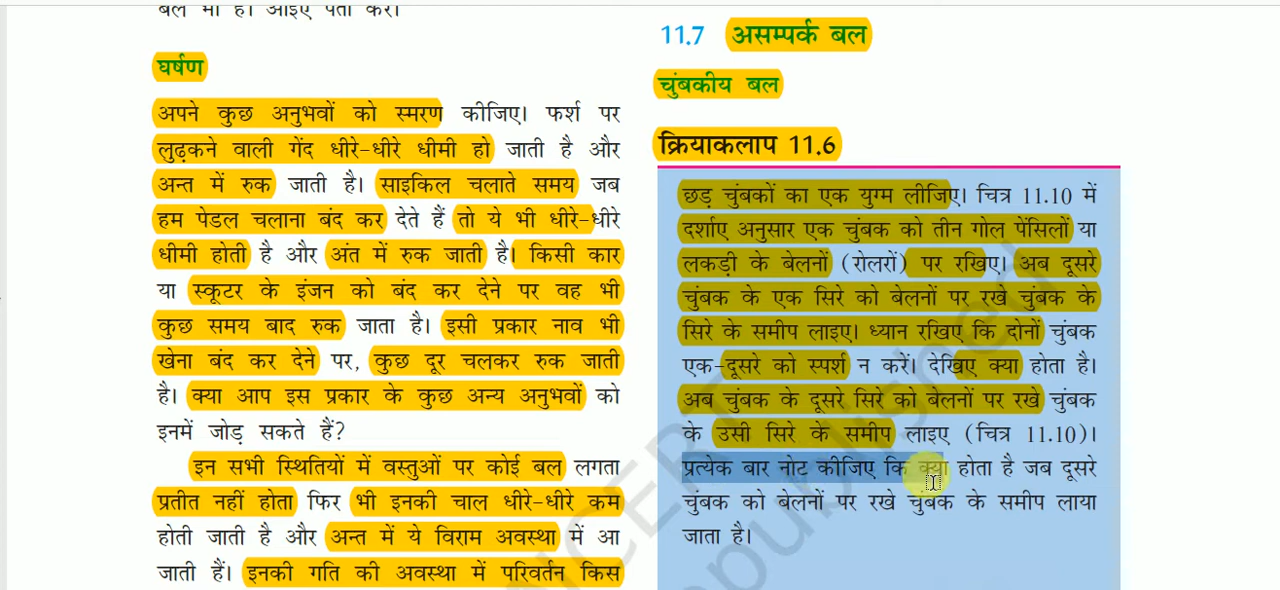 बल भी हैं। आइए पता करें।
घर्षण
अपने कुछ अनुभवों को स्मरण कीजिए। फर्श पर
लुढ़कने वाली गेंद धीरे-धीरे धीमी हो जाती है और
अन्त में रुक जाती है। साइकिल चलाते समय जब
हम पेडल चलाना बंद कर देते हैं तो ये भी धीरे-धीरे
धीमी होती है और अंत में रुक जाती है। किसी कार
या स्कूटर के इंजन को बंद कर देने पर वह भी
कुछ समय बाद रुक जाता है। इसी प्रकार नाव भी
खेना बंद कर देने पर, कुछ दूर चलकर रुक जाती
है। क्या आप इस प्रकार के कुछ अन्य अनुभवों को
इनमें जोड़ सकते हैं?
इन सभी स्थितियों में वस्तुओं पर कोई बल लगता
प्रतीत नहीं होता फिर भी इनकी चाल धीरे-धीरे कम
होती जाती है और अन्त में ये विराम अवस्था में आ
जाती हैं। इनकी गति की अवस्था में परिवर्तन किस
11.7 असम्पर्क बल
चुंबकीय बल
क्रियाकलाप 11.6
छड़ चुंबकों का एक युग्म लीजिए। चित्र 11.10 में
दर्शाए अनुसार एक चुंबक को तीन गोल पेंसिलों या
लकड़ी के बेलनों (रोलरों) पर रखिए। अब दूसरे
चुंबक के एक सिरे को बेलनों पर रखे चुंबक के
सिरे के समीप लाइए। ध्यान रखिए कि दोनों चुंबक
एक-दूसरे को स्पर्श न करें। देखिए क्या होता है।
अब चुंबक के दूसरे सिरे को बेलनों पर रखे चुंबक
के उसी सिरे के समीप लाइए (चित्र 11.10)।
प्रत्येक बार नोट कीजिए कि क्या होता है जब दूसरे
चुंबक को बेलनों पर रखे चुंबक के समीप लाया
जाता है।
NCERT
republished